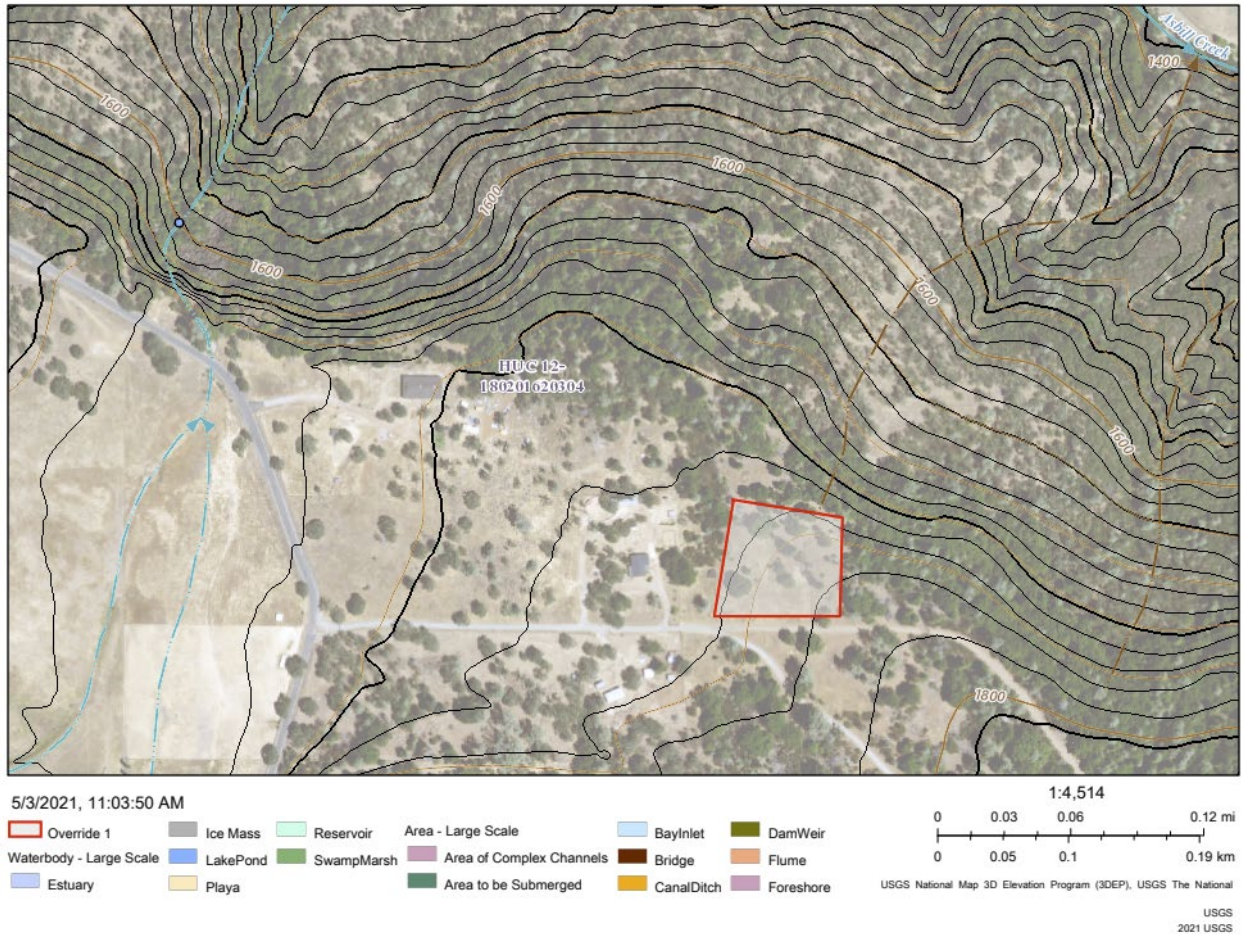 Asbill Creek
1400
1600
1600
1600
1600
1600
HUC 12-
180201620304
1600
1800
5/3/2021, 11:03:50 AM
1:4,514
Override 1
Waterbody - Large Scale
Estuary
Ice Mass
LakePond
Playa
Reservoir
SwampMarsh
Area - Large Scale
Area of Complex Channels
Area to be Submerged
BayInlet
Bridge
CanalDitch
DamWeir
Flume
Foreshore
0 0.03 0.06 0.12 mi
0 0.05 0.1 0.19 km
USGS National Map 3D Elevation Program (3DEP), USGS The National
USGS
2021 USGS